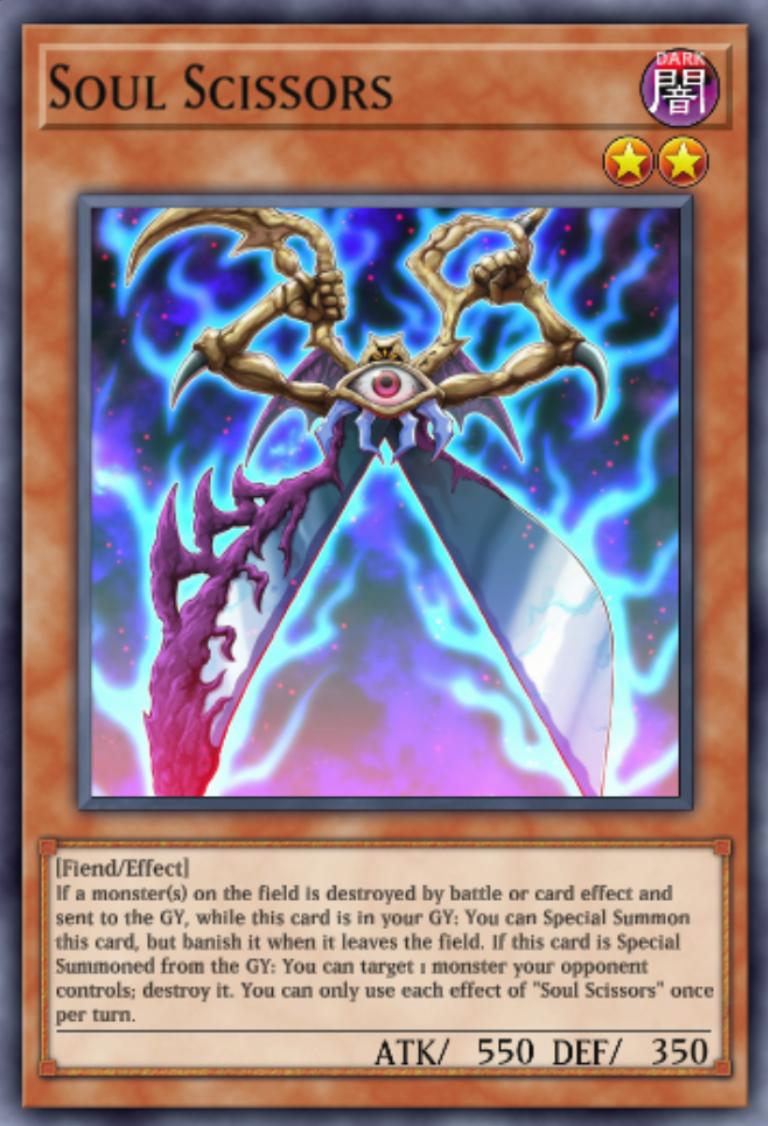 Soul Scissors
DARK
闇
[Fiend/Effect]
If a monster(s) on the field is destroyed by battle or card effect and
sent to the GY, while this card is in your GY: You can Special Summon
this card, but banish it when it leaves the field. If this card is Special
Summoned from the GY: You can target 1 monster your opponent
controls; destroy it. You can only use each effect of "Soul Scissors" once
per turn.
ATK/ 550 DEF/ 350